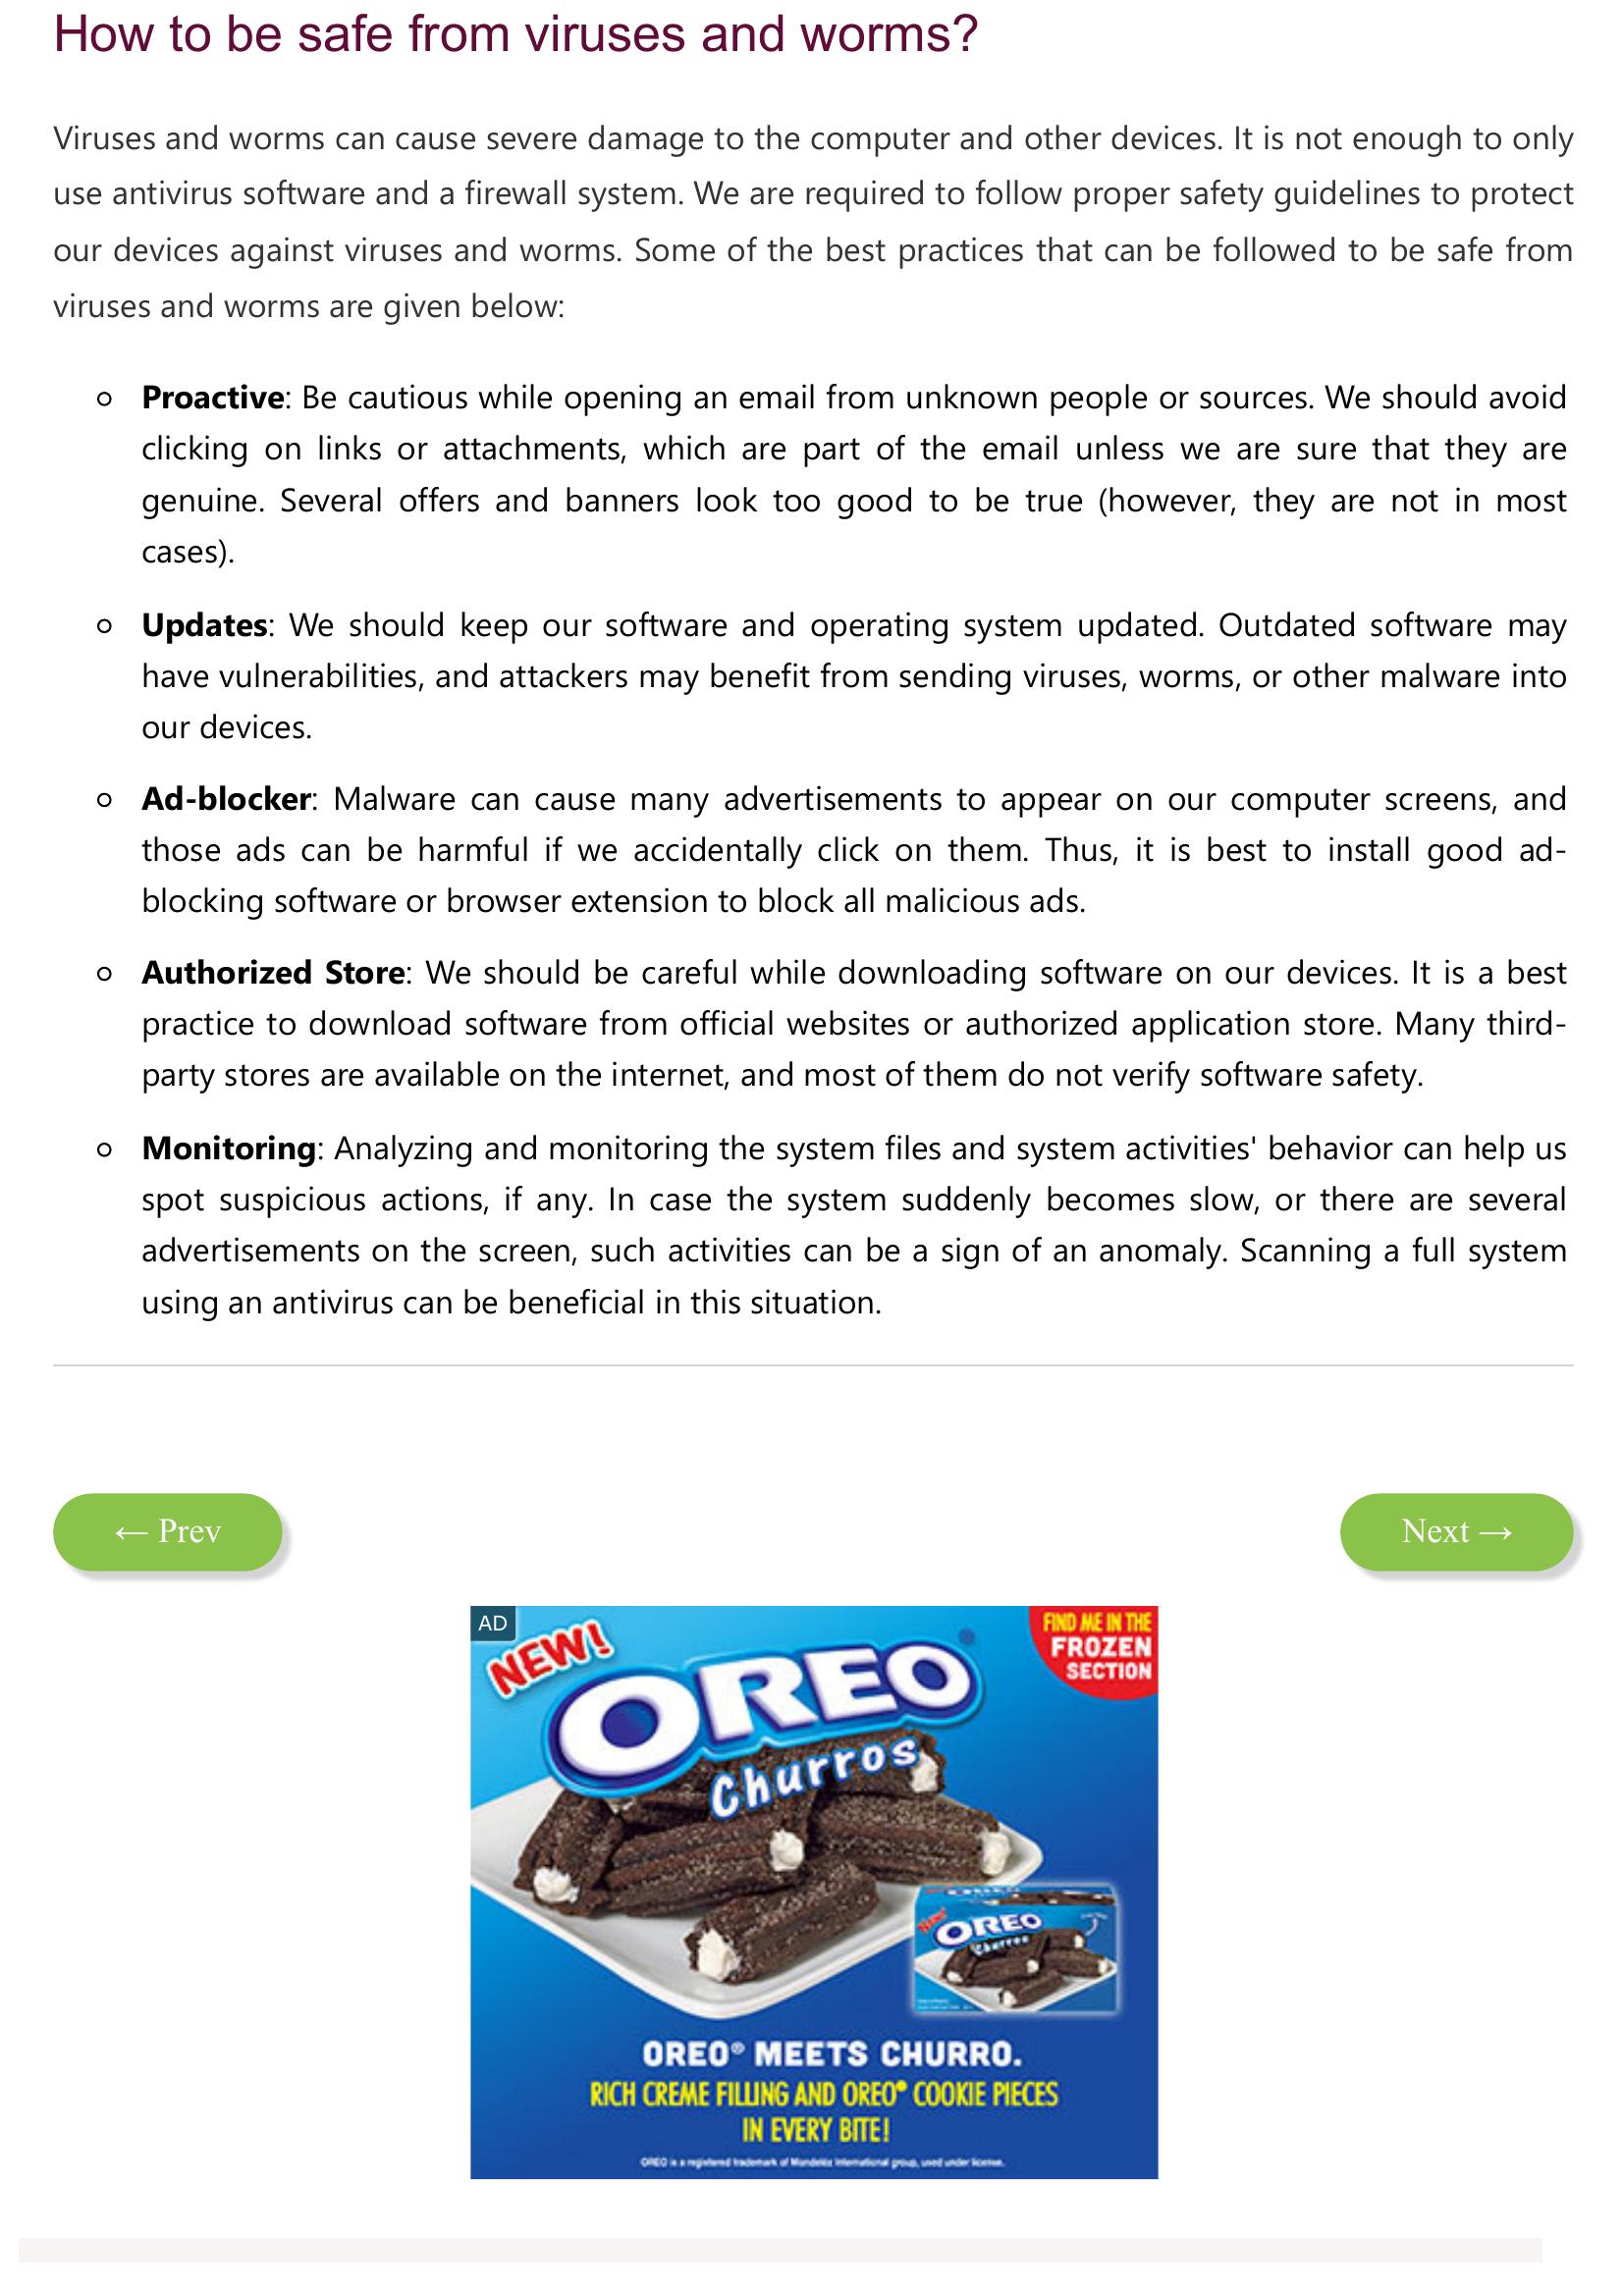 How to be safe from viruses and worms?
Viruses and worms can cause severe damage to the computer and other devices. It is not enough to only
use antivirus software and a firewall system. We are required to follow proper safety guidelines to protect
our devices against viruses and worms. Some of the best practices that can be followed to be safe from
viruses and worms are given below:
Proactive: Be cautious while opening an email from unknown people or sources. We should avoid
clicking on links or attachments, which are part of the email unless we are sure that they are
genuine. Several offers and banners look too good to be true (however, they are not in most
cases).
Updates: We should keep our software and operating system updated. Outdated software may
have vulnerabilities, and attackers may benefit from sending viruses, worms, or other malware into
our devices.
Ad-blocker: Malware can cause many advertisements to appear on our computer screens, and
those ads can be harmful if we accidentally click on them. Thus, it is best to install good ad-
blocking software or browser extension to block all malicious ads.
Authorized Store: We should be careful while downloading software on our devices. It is a best
practice to download software from official websites or authorized application store. Many third-
party stores are available on the internet, and most of them do not verify software safety.
Monitoring: Analyzing and monitoring the system files and system activities' behavior can help us
spot suspicious actions, if any. In case the system suddenly becomes slow, or there are several
advertisements on the screen, such activities can be a sign of an anomaly. Scanning a full system
using an antivirus can be beneficial in this situation.
← Prev
Next →
AD
NEW!
FIND ME IN THE
FROZEN
SECTION
OREO®
Churros
OREO
Churros
OREO® MEETS CHURRO.
RICH CREME FILLING AND OREO® COOKIE PIECES
IN EVERY BITE!
OREO is a registered trademark of Mondelēz International group, used under license.